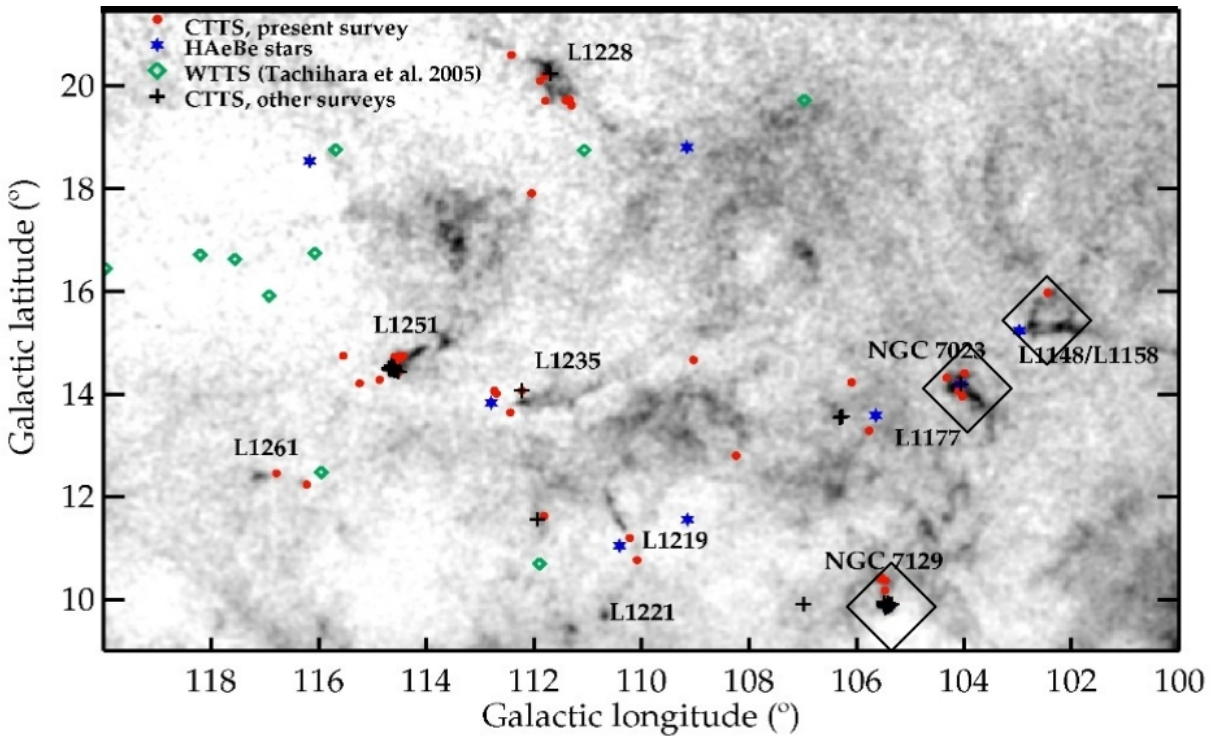 CTTS, present survey
HAeBe stars
WTTS (Tachihara et al. 2005)
CTTS, other surveys
L1228
20
18
16
14
12
10
Galactic latitude (º)
L1251
L1235
NGC 7023
L1148/L1158
L1177
L1261
L1219
NGC 7129
L1221
118 116 114 112 110 108 106 104 102 100
Galactic longitude (º)